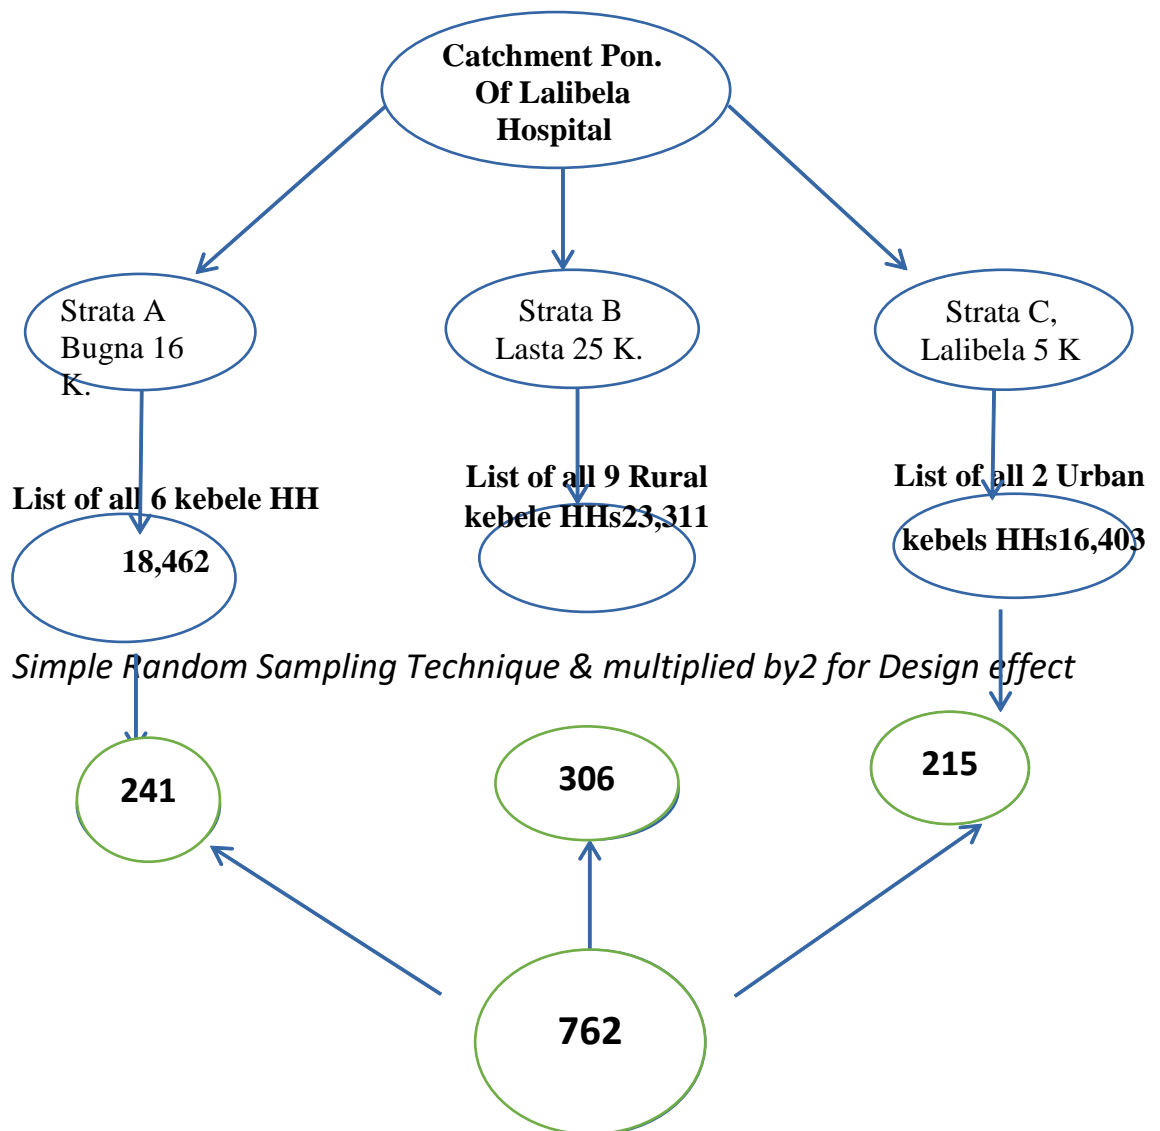 Catchment Pon.
Of Lalibela
Hospital
Strata A
Bugna 16
K.
Strata B
Lasta 25 K.
Strata C,
Lalibela 5 K
List of all 6 kebele HH
18,462
List of all 9 Rural
kebele HHs23,311
List of all 2 Urban
kebels HHs16,403
Simple Random Sampling Technique & multiplied by2 for Design effect
241
306
215
762